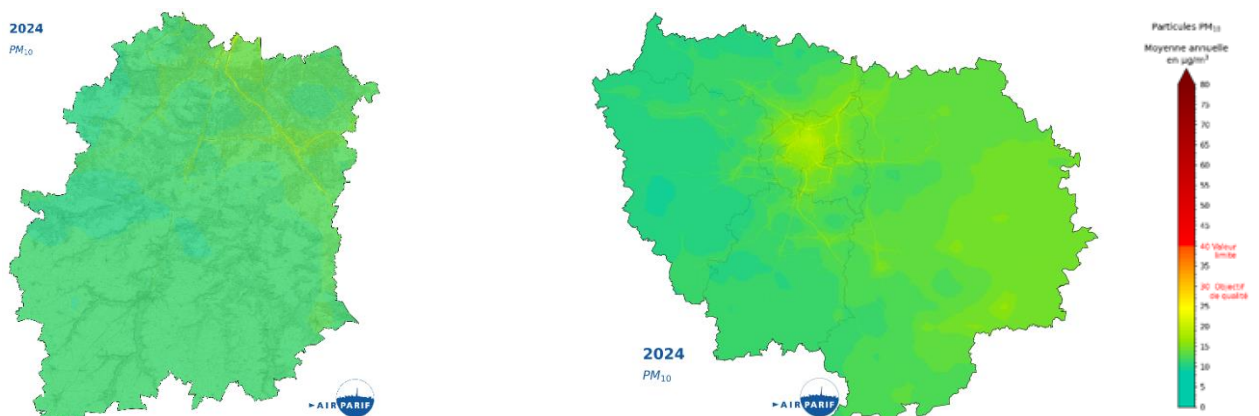 2024
PM10
AIRPARIF
2024
PM10
AIRPARIF
Particules PM10
Moyenne annuelle
en µg/m³
80
75
70
65
60
55
50
45
40 Valeur
limite
35
30 Objectif
de qualité
25
20
15
10
5
0